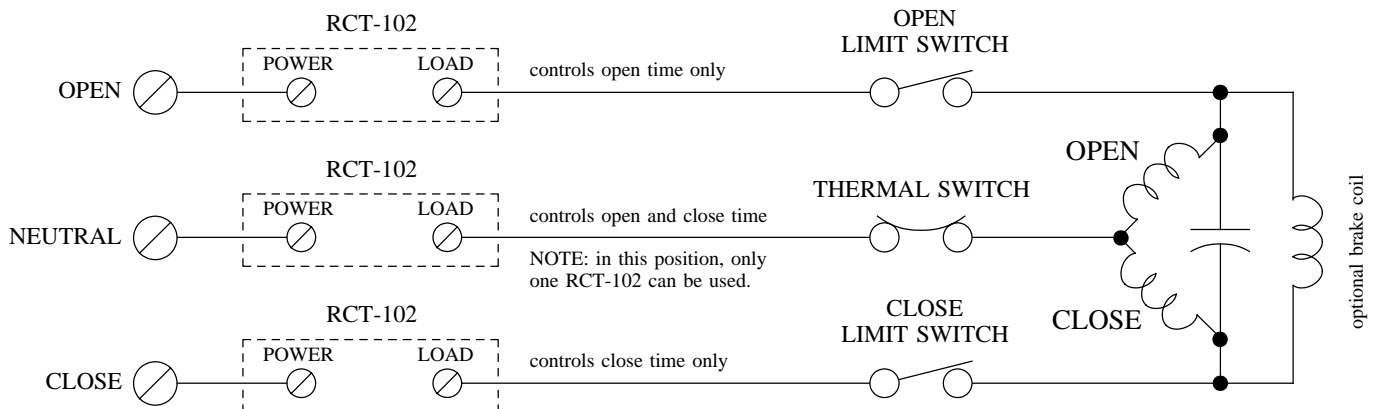 RCT-102
OPEN
LIMIT SWITCH
OPEN
POWER
LOAD
controls open time only
RCT-102
OPEN
THERMAL SWITCH
NEUTRAL
POWER
LOAD
controls open and close time
NOTE: in this position, only
one RCT-102 can be used.
optional brake coil
RCT-102
CLOSE
LIMIT SWITCH
CLOSE
CLOSE
POWER
LOAD
controls close time only